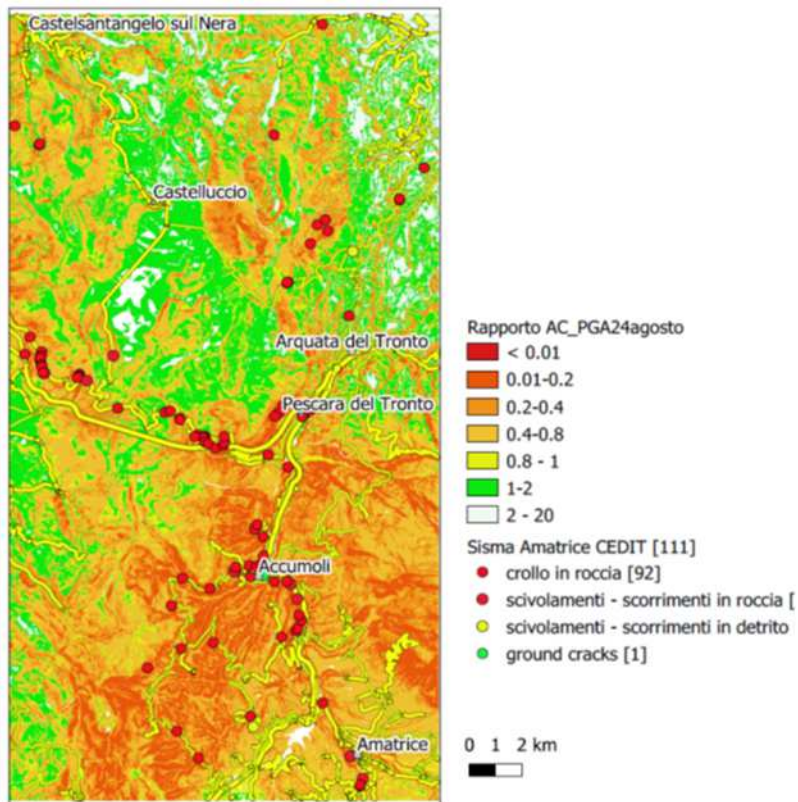 Castelsantangelo sul Nera
Castelluccio
Arquata del Tronto
Pescara del Tronto
Accumoli
Amatrice
Rapporto AC_PGA24agosto
< 0.01
0.01-0.2
0.2-0.4
0.4-0.8
0.8 - 1
1-2
2 - 20
Sisma Amatrice CEDIT [111]
crollo in roccia [92]
scivolamenti - scorrimenti in roccia [
scivolamenti - scorrimenti in detrito
ground cracks [1]
0 1 2 km